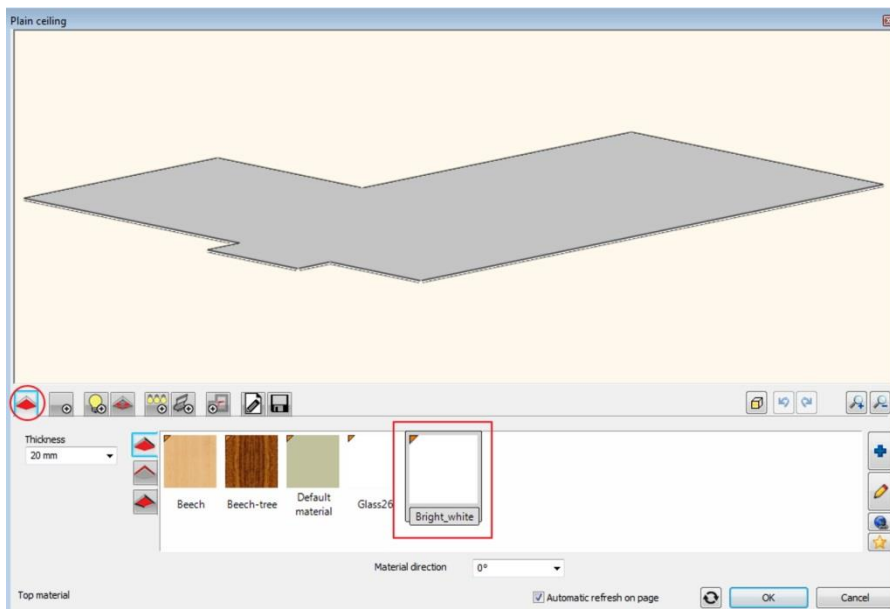 Plain ceiling
Thickness
20 mm
Beech
Beech-tree
Default
material
Glass26
Bright_white
Material direction
0°
Top material
Automatic refresh on page
OK
Cancel